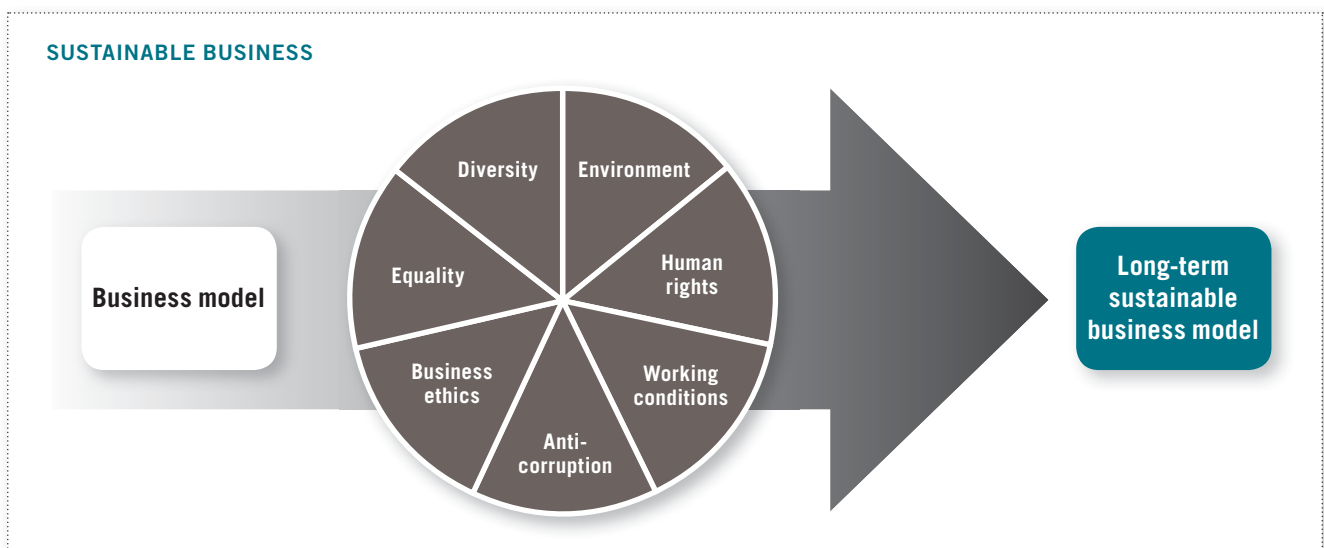 SUSTAINABLE BUSINESS
Diversity
Environment
Equality
Human
rights
Business model
Long-term
sustainable
business model
Business
ethics
Working
conditions
Anti-
corruption